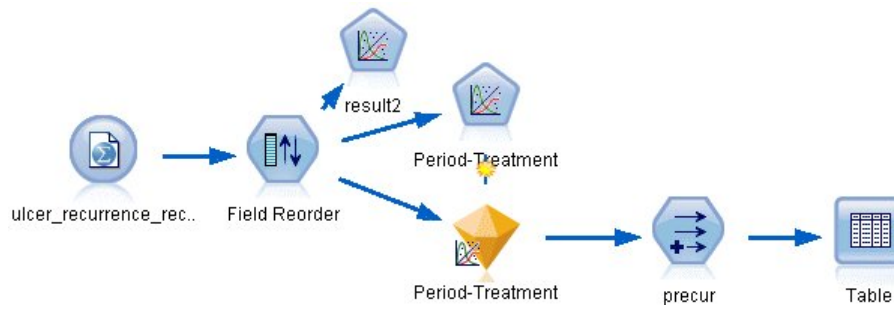 result2
Period-Treatment
ulcer_recurrence_rec..
Field Reorder
Period-Treatment
precur
Table